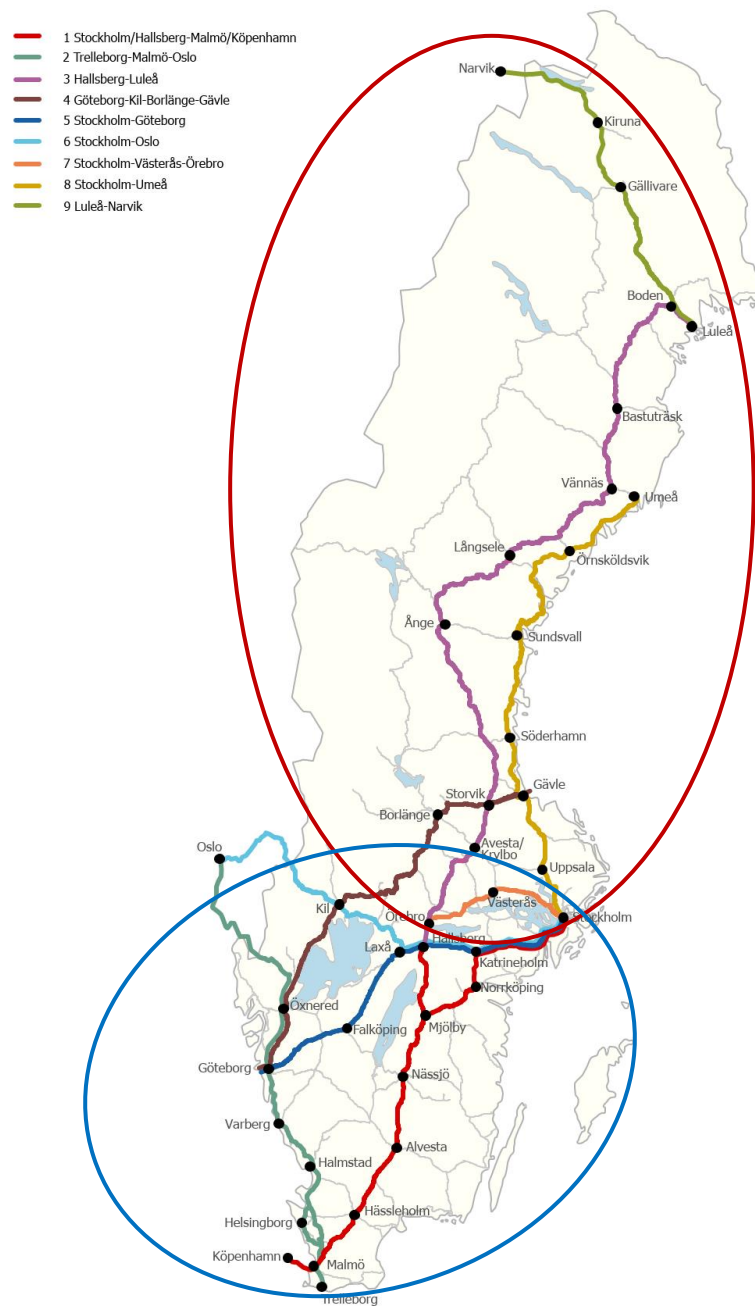 1 Stockholm/Hallsberg-Malmö/Köpenhamn
2 Trelleborg-Malmö-Oslo
3 Hallsberg-Luleå
4 Göteborg-Kil-Borlänge-Gävle
5 Stockholm-Göteborg
6 Stockholm-Oslo
7 Stockholm-Västerås-Örebro
8 Stockholm-Umeå
9 Luleå-Narvik
Narvik
Kiruna
Gällivare
Boden
Luleå
Bastuträsk
Vännäs
Umeå
Långsele
Örnsköldsvik
Ånge
Sundsvall
Söderhamn
Gävle
Storvik
Borlänge
Avesta/
Krylbo
Oslo
Uppsala
Västerås
Kil
Örebro
Stockholm
Hallsberg
Laxå
Katrineholm
Norrköping
Öxnered
Mjölby
Falköping
Göteborg
Nässjö
Varberg
Alvesta
Halmstad
Hässleholm
Helsingborg
Köpenhamn
Malmö
Trelleborg